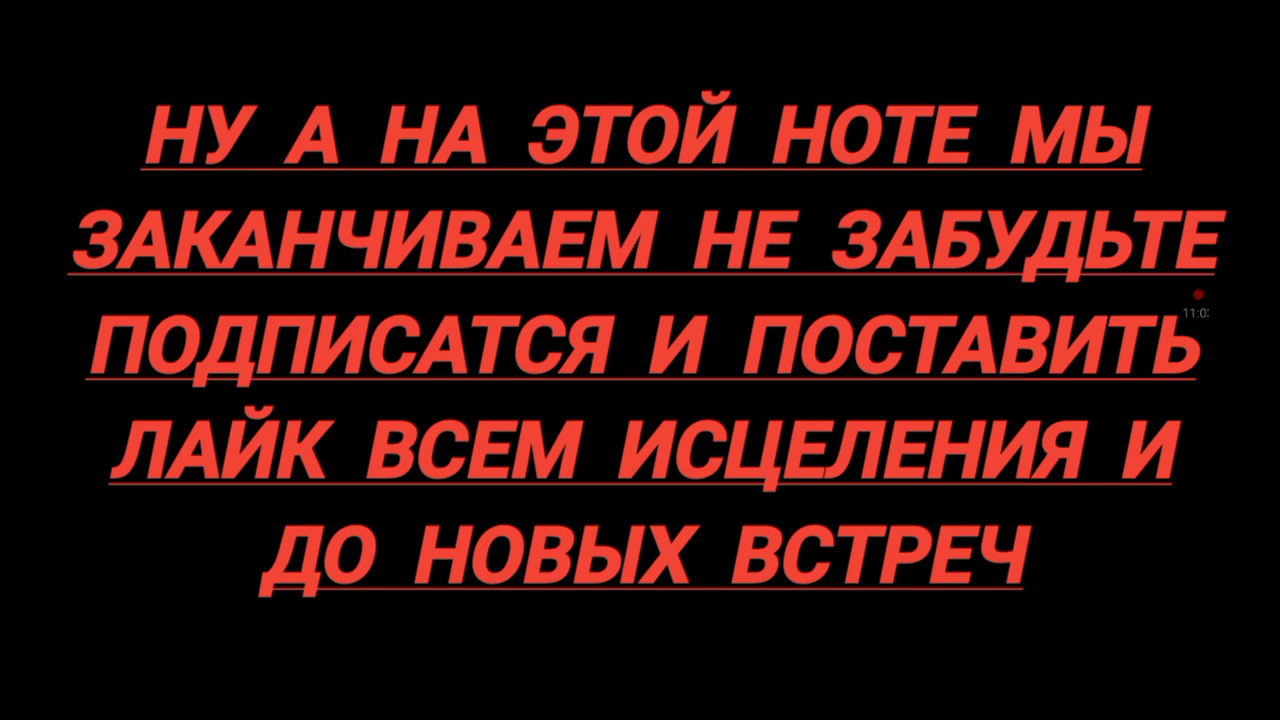 НУ А НА ЭТОЙ НОТЕ МЫ
ЗАКАНЧИВАЕМ НЕ ЗАБУДЬТЕ
ПОДПИСАТСЯ И ПОСТАВИТЬ
ЛАЙК ВСЕМ ИСЦЕЛЕНИЯ И
ДО НОВЫХ ВСТРЕЧ